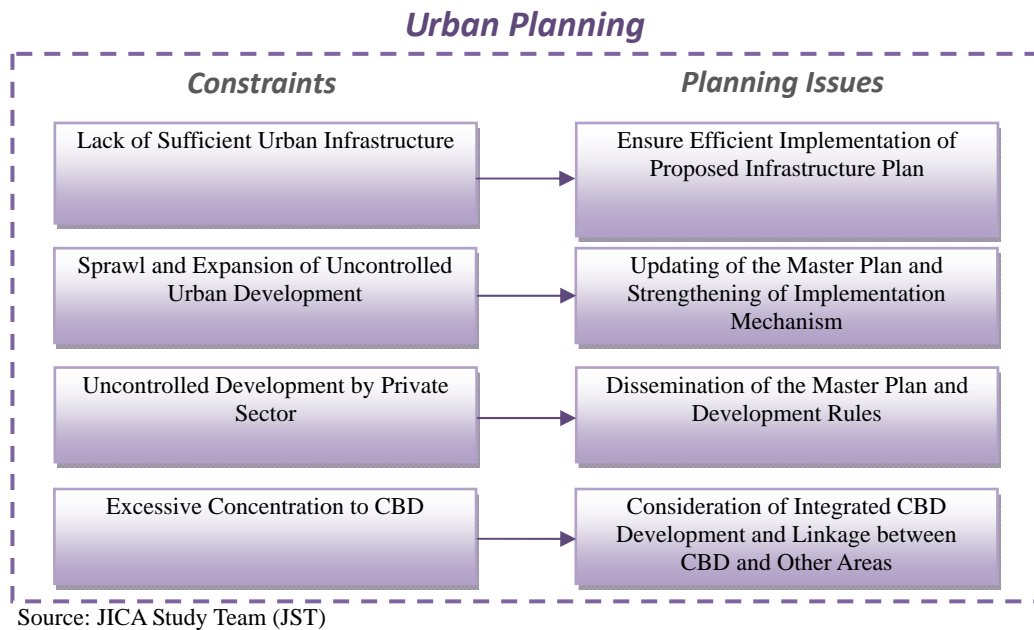 Urban Planning
Constraints
Planning Issues
Lack of Sufficient Urban Infrastructure
Ensure Efficient Implementation of
Proposed Infrastructure Plan
Sprawl and Expansion of Uncontrolled
Urban Development
Updating of the Master Plan and
Strengthening of Implementation
Mechanism
Uncontrolled Development by Private
Sector
Dissemination of the Master Plan and
Development Rules
Excessive Concentration to CBD
Consideration of Integrated CBD
Development and Linkage between
CBD and Other Areas
Source: JICA Study Team (JST)